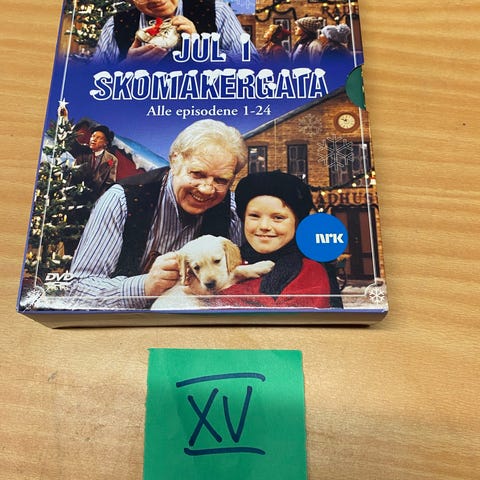 JUL I
SKOMAKERGATA
Alle episodene 1-24
RÅDHUS
NRK
DVD
XV